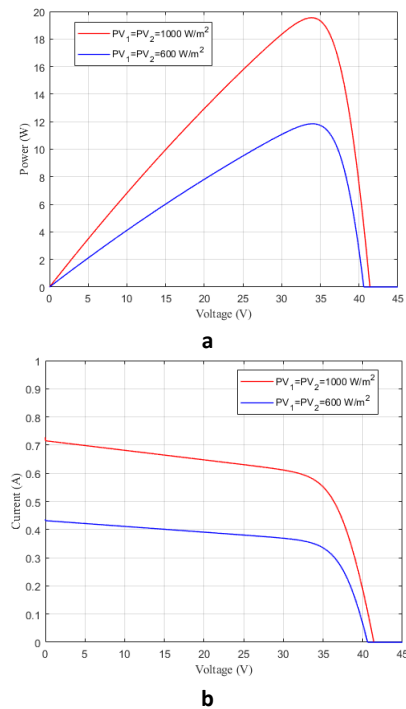 20
18
16
14
12
10
8
6
4
2
0
Power (W)
PV1=PV2=1000 W/m2
PV1=PV2=600 W/m2
0 5 10 15 20 25 30 35 40 45
Voltage (V)
a
1
0.9
0.8
0.7
0.6
0.5
0.4
0.3
0.2
0.1
0
Current (A)
PV1=PV2=1000 W/m2
PV1=PV2=600 W/m2
0 5 10 15 20 25 30 35 40 45
Voltage (V)
b